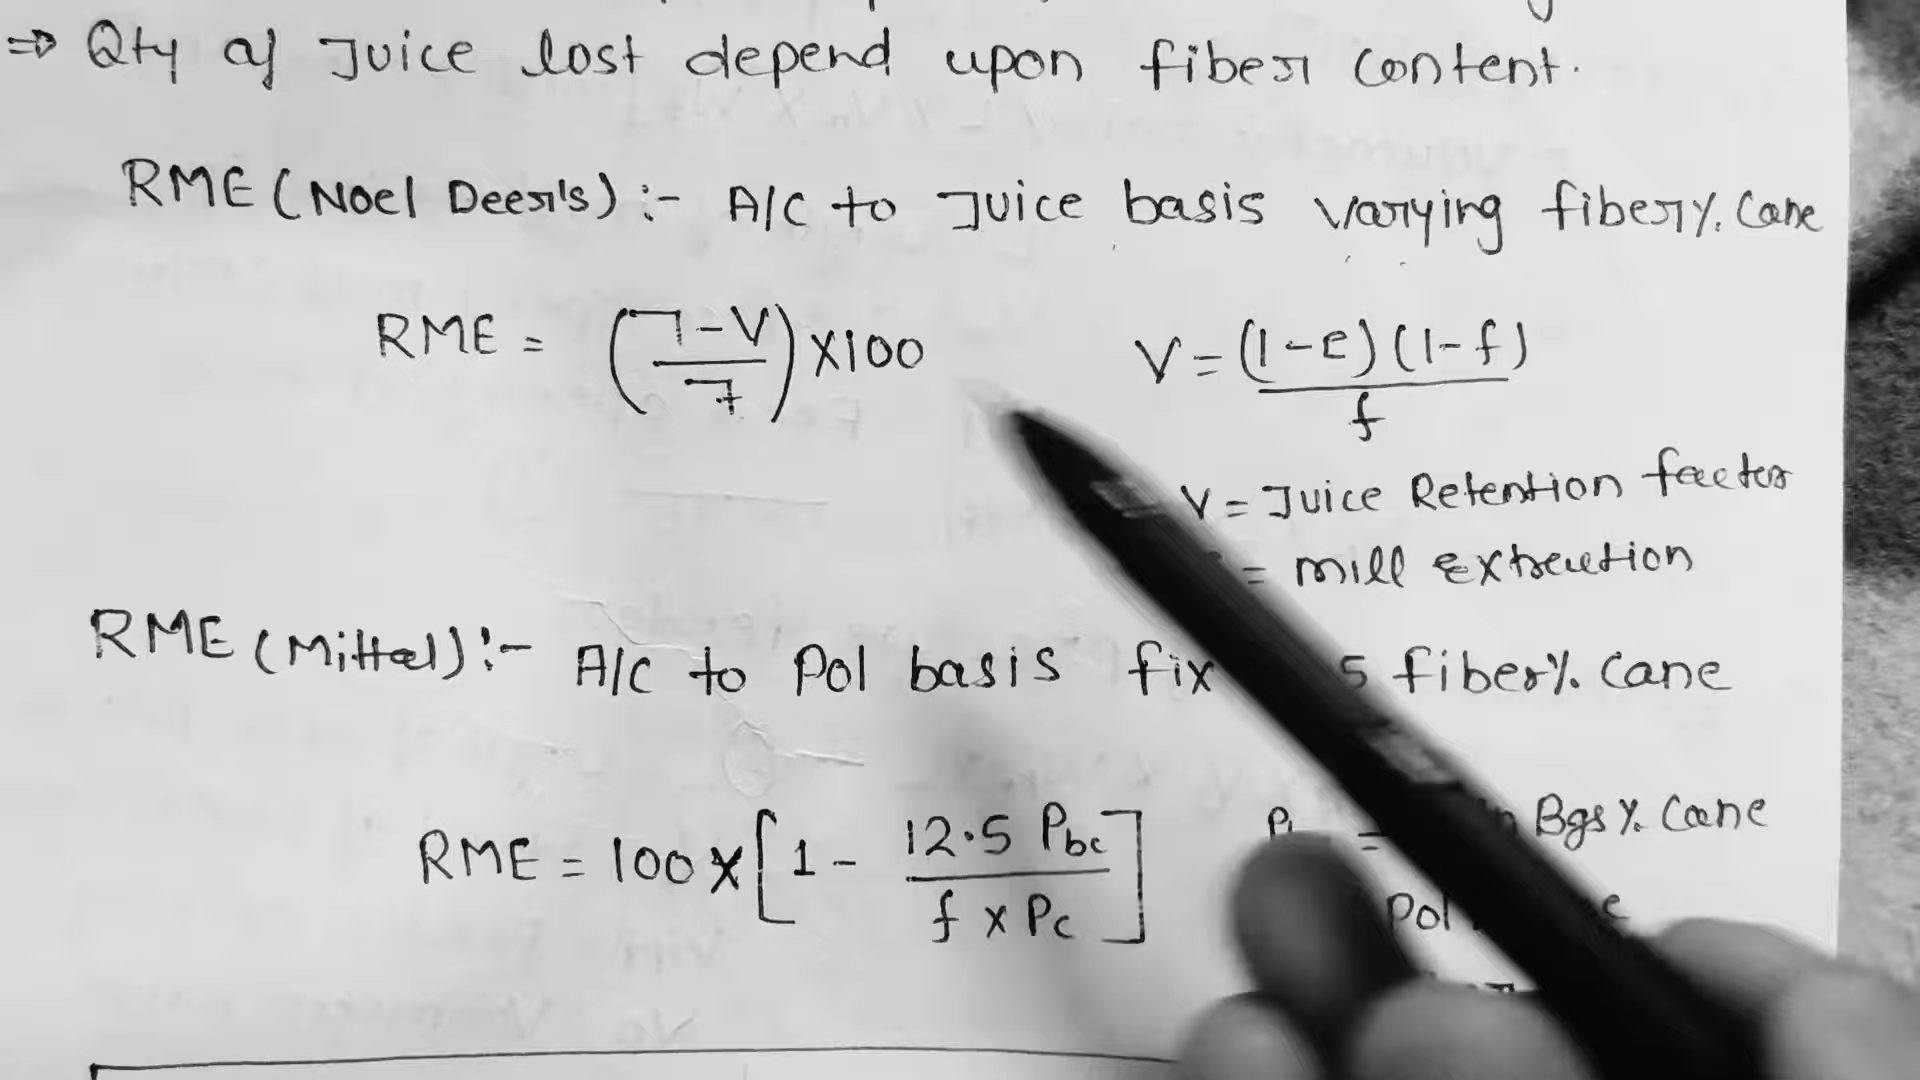 ⇒ Qty of Juice lost depend upon fiber content.
RME (Noel Deer's) :- A/C to Juice basis varying fiber%. Cane
RME = (7-V / 7) X100
V = (1-e) (1-f) / f
V = Juice Retention factor
= mill Extraction
RME (Mittal) :- A/C to Pol basis fix 5 fiber%. Cane
RME = 100 x [1 - 12.5 Pbc / f x Pc]
= Bgs %. Cane
Pol